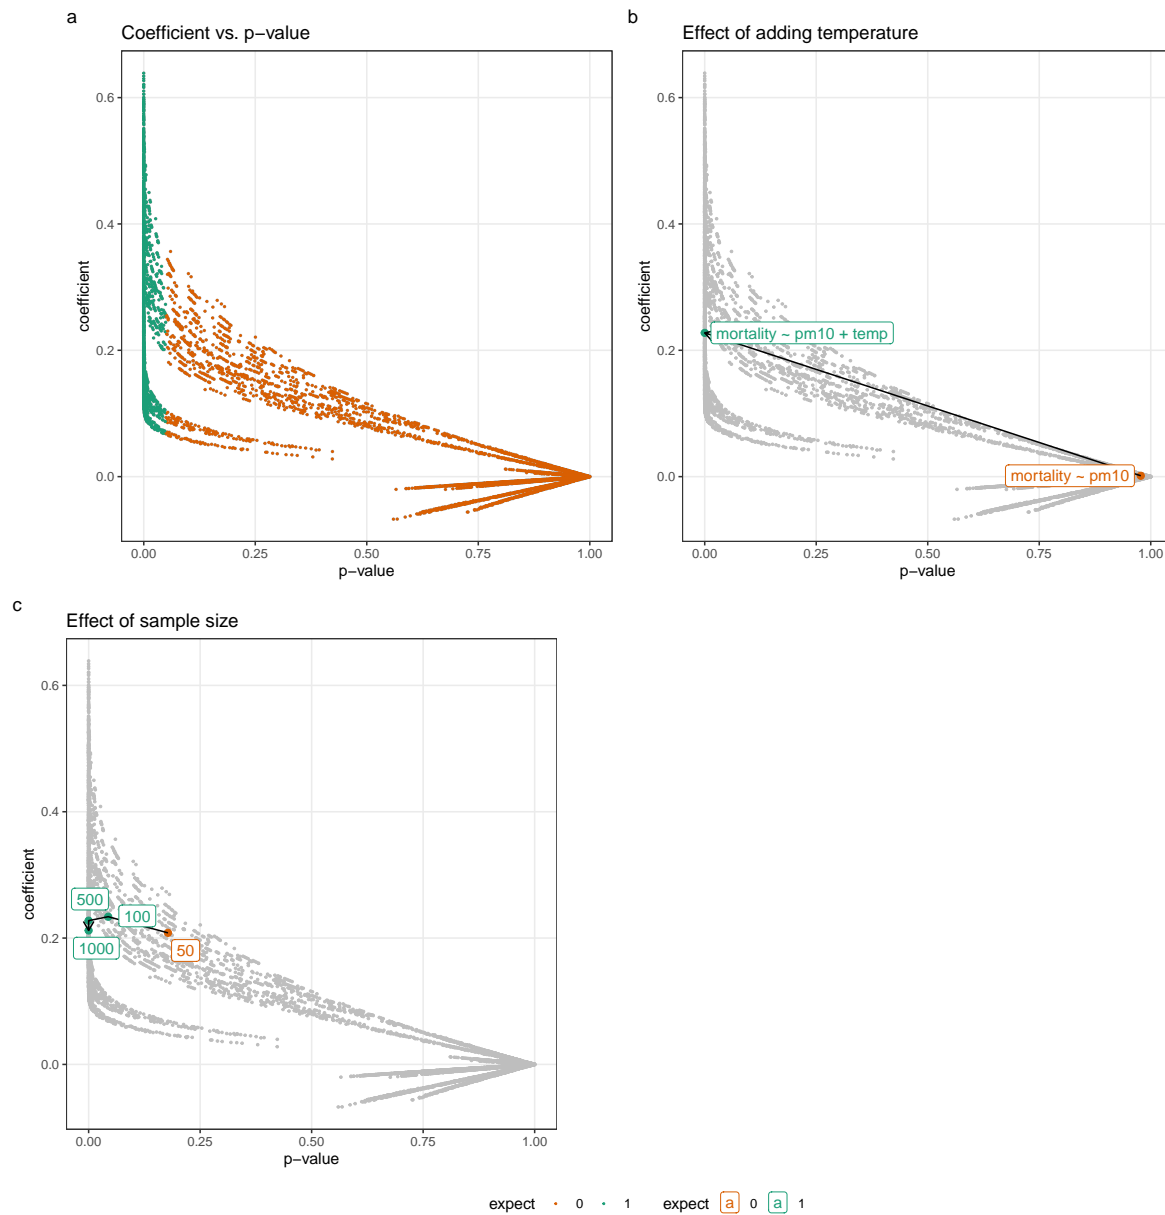 a
Coefficient vs. p−value
0.6
0.4
0.2
0.0
coefficient
0.00 0.25 0.50 0.75 1.00
p−value
b
Effect of adding temperature
0.6
0.4
0.2
0.0
coefficient
mortality ~ pm10 + temp
mortality ~ pm10
0.00 0.25 0.50 0.75 1.00
p−value
c
Effect of sample size
0.6
0.4
0.2
0.0
coefficient
500
100
1000
50
0.00 0.25 0.50 0.75 1.00
p−value
expect 0 1 expect a 0 a 1